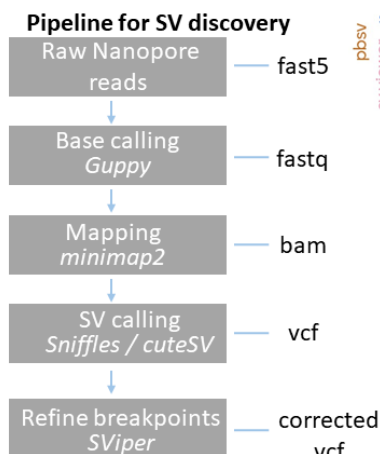 Pipeline for SV discovery
Raw Nanopore
reads
fast5
Base calling
Guppy
fastq
Mapping
minimap2
bam
SV calling
Sniffles / cuteSV
vcf
Refine breakpoints
SViper
corrected
vcf
pbsv